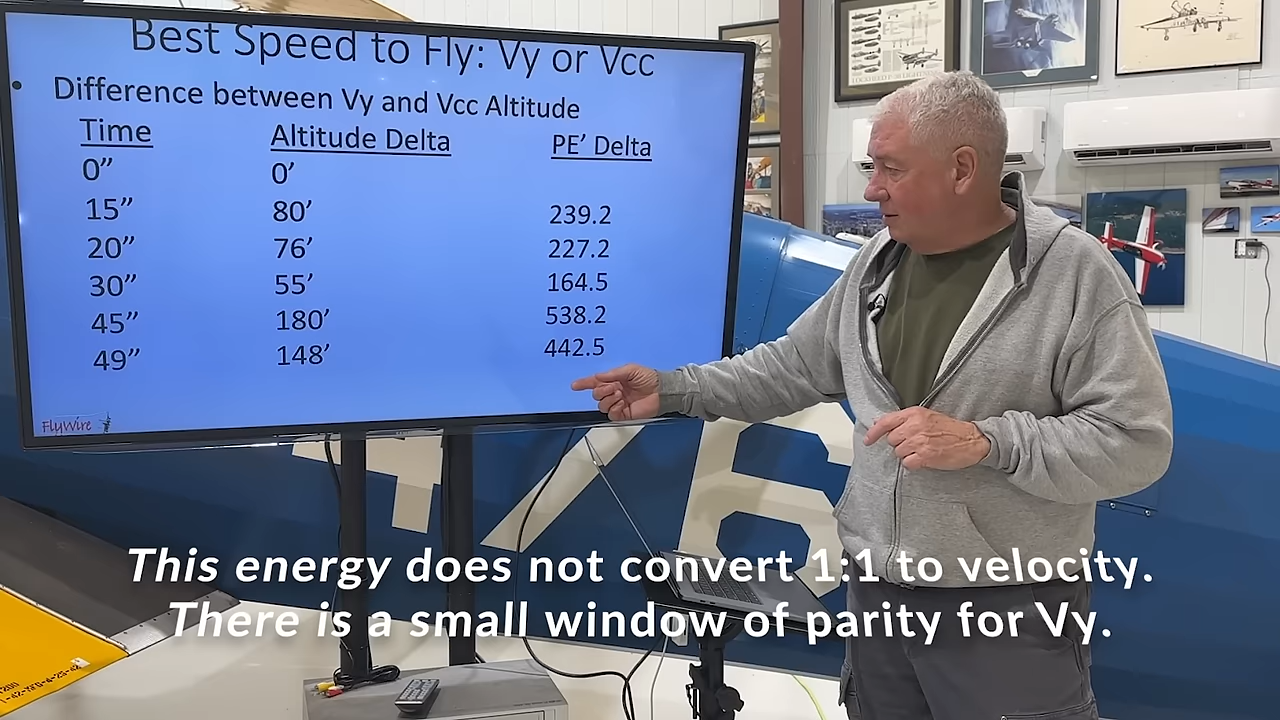 Best Speed to Fly: Vy or Vcc
Difference between Vy and Vcc Altitude
Time Altitude Delta PE’ Delta
0” 0’
15” 80’ 239.2
20” 76’ 227.2
30” 55’ 164.5
45” 180’ 538.2
49” 148’ 442.5
FlyWire
76
This energy does not convert 1:1 to velocity.
There is a small window of parity for Vy.